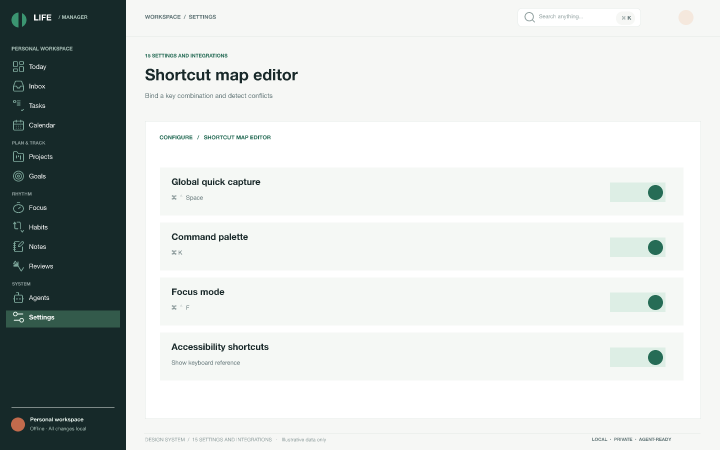 LIFE / MANAGER
PERSONAL WORKSPACE
Today
Inbox
Tasks
Calendar
PLAN & TRACK
Projects
Goals
RHYTHM
Focus
Habits
Notes
Reviews
SYSTEM
Agents
Settings
Personal workspace
Offline · All changes local
WORKSPACE / SETTINGS
Search anything...
⌘ K
15 SETTINGS AND INTEGRATIONS
Shortcut map editor
Bind a key combination and detect conflicts
CONFIGURE / SHORTCUT MAP EDITOR
Global quick capture
⌘ ⌃ Space
Command palette
⌘ K
Focus mode
⌘ ⌃ F
Accessibility shortcuts
Show keyboard reference
DESIGN SYSTEM / 15 SETTINGS AND INTEGRATIONS · Illustrative data only
LOCAL · PRIVATE · AGENT-READY